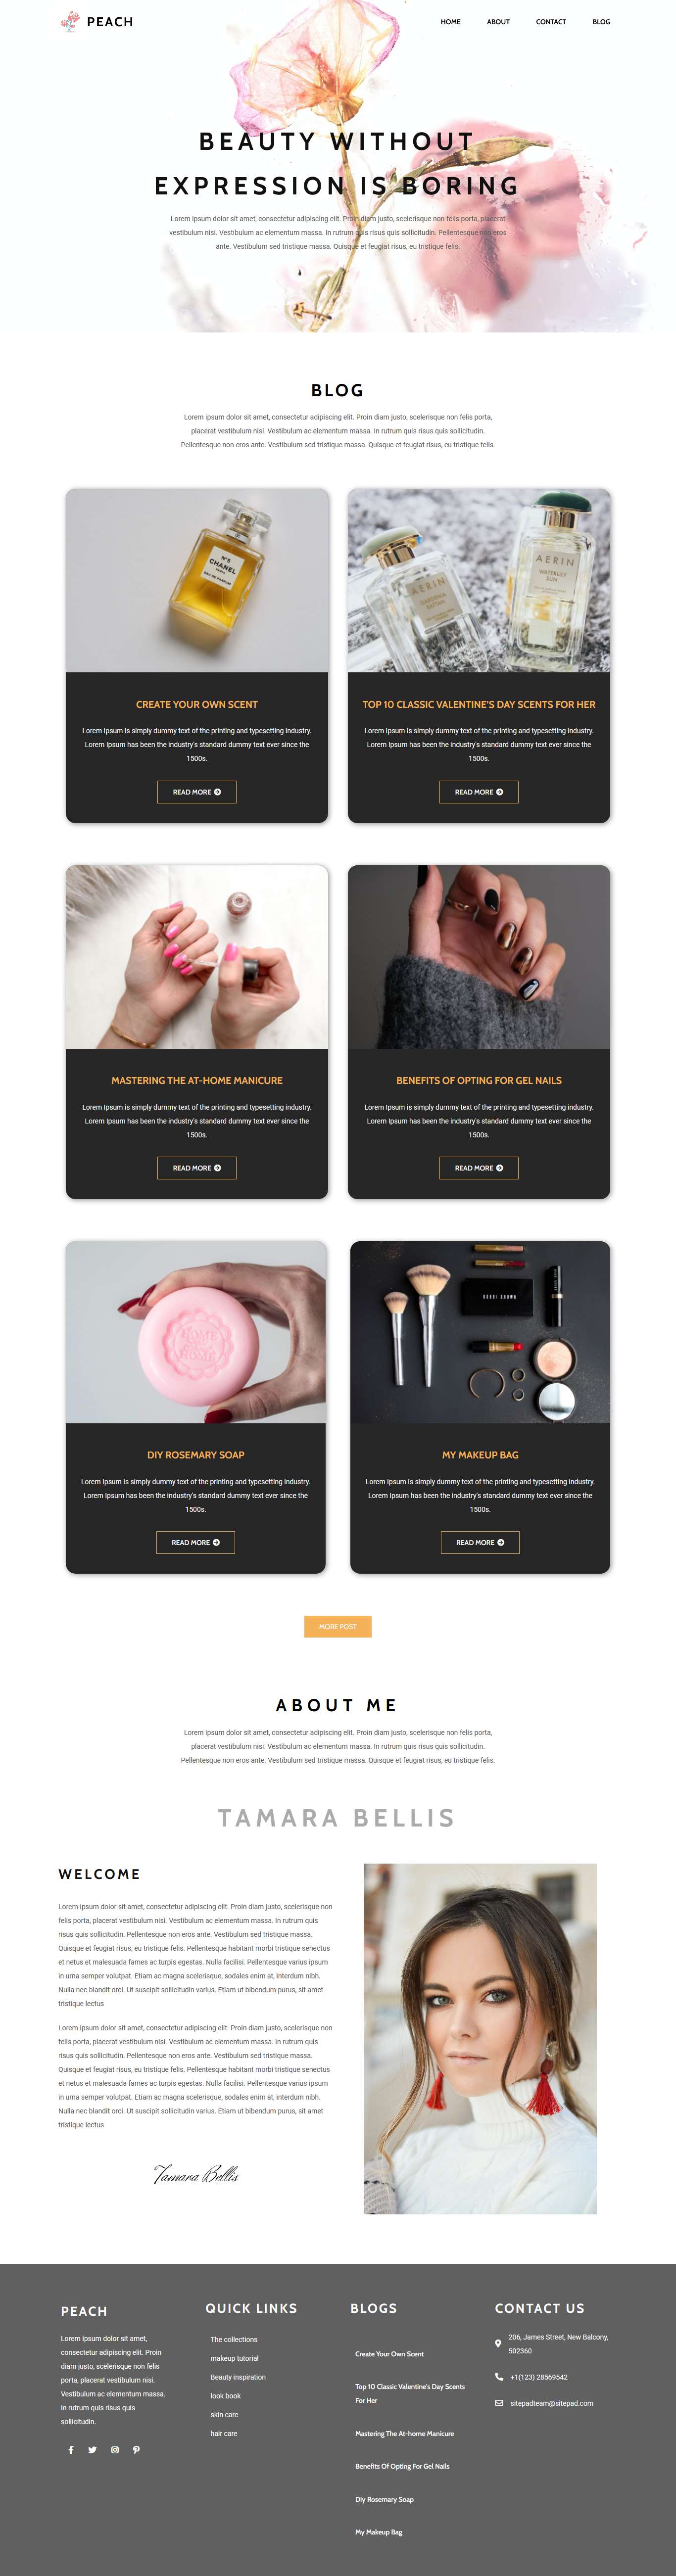 PEACH
HOME ABOUT CONTACT BLOG
BEAUTY WITHOUT
EXPRESSION IS BORING
Lorem ipsum dolor sit amet, consectetur adipiscing elit. Proin diam justo, scelerisque non felis porta, placerat
vestibulum nisi. Vestibulum ac elementum massa. In rutrum quis risus quis sollicitudin. Pellentesque non eros
ante. Vestibulum sed tristique massa. Quisque et feugiat risus, eu tristique felis.
BLOG
Lorem ipsum dolor sit amet, consectetur adipiscing elit. Proin diam justo, scelerisque non felis porta,
placerat vestibulum nisi. Vestibulum ac elementum massa. In rutrum quis risus quis sollicitudin.
Pellentesque non eros ante. Vestibulum sed tristique massa. Quisque et feugiat risus, eu tristique felis.
N°5
CHANEL
PARIS
EAU DE PARFUM
CREATE YOUR OWN SCENT
Lorem Ipsum is simply dummy text of the printing and typesetting industry.
Lorem Ipsum has been the industry's standard dummy text ever since the
1500s.
READ MORE
AERIN
GARDENIA
RATTAN
AERIN
WATERLILY
SUN
TOP 10 CLASSIC VALENTINE'S DAY SCENTS FOR HER
Lorem Ipsum is simply dummy text of the printing and typesetting industry.
Lorem Ipsum has been the industry's standard dummy text ever since the
1500s.
READ MORE
MASTERING THE AT-HOME MANICURE
Lorem Ipsum is simply dummy text of the printing and typesetting industry.
Lorem Ipsum has been the industry's standard dummy text ever since the
1500s.
READ MORE
BENEFITS OF OPTING FOR GEL NAILS
Lorem Ipsum is simply dummy text of the printing and typesetting industry.
Lorem Ipsum has been the industry's standard dummy text ever since the
1500s.
READ MORE
HOME
HOME
DIY ROSEMARY SOAP
Lorem Ipsum is simply dummy text of the printing and typesetting industry.
Lorem Ipsum has been the industry's standard dummy text ever since the
1500s.
READ MORE
BOBBI BROWN
MY MAKEUP BAG
Lorem Ipsum is simply dummy text of the printing and typesetting industry.
Lorem Ipsum has been the industry's standard dummy text ever since the
1500s.
READ MORE
MORE POST
ABOUT ME
Lorem ipsum dolor sit amet, consectetur adipiscing elit. Proin diam justo, scelerisque non felis porta,
placerat vestibulum nisi. Vestibulum ac elementum massa. In rutrum quis risus quis sollicitudin.
Pellentesque non eros ante. Vestibulum sed tristique massa. Quisque et feugiat risus, eu tristique felis.
TAMARA BELLIS
WELCOME
Lorem ipsum dolor sit amet, consectetur adipiscing elit. Proin diam justo, scelerisque non
felis porta, placerat vestibulum nisi. Vestibulum ac elementum massa. In rutrum quis
risus quis sollicitudin. Pellentesque non eros ante. Vestibulum sed tristique massa.
Quisque et feugiat risus, eu tristique felis. Pellentesque habitant morbi tristique senectus
et netus et malesuada fames ac turpis egestas. Nulla facilisi. Pellentesque varius ipsum
in urna semper volutpat. Etiam ac magna scelerisque, sodales enim at, interdum nibh.
Nulla nec blandit orci. Ut suscipit sollicitudin varius. Etiam ut bibendum purus, sit amet
tristique lectus
Lorem ipsum dolor sit amet, consectetur adipiscing elit. Proin diam justo, scelerisque non
felis porta, placerat vestibulum nisi. Vestibulum ac elementum massa. In rutrum quis
risus quis sollicitudin. Pellentesque non eros ante. Vestibulum sed tristique massa.
Quisque et feugiat risus, eu tristique felis. Pellentesque habitant morbi tristique senectus
et netus et malesuada fames ac turpis egestas. Nulla facilisi. Pellentesque varius ipsum
in urna semper volutpat. Etiam ac magna scelerisque, sodales enim at, interdum nibh.
Nulla nec blandit orci. Ut suscipit sollicitudin varius. Etiam ut bibendum purus, sit amet
tristique lectus
Tamara Bellis
PEACH
Lorem ipsum dolor sit amet,
consectetur adipiscing elit. Proin
diam justo, scelerisque non felis
porta, placerat vestibulum nisi.
Vestibulum ac elementum massa.
In rutrum quis risus quis
sollicitudin.
QUICK LINKS
The collections
makeup tutorial
Beauty inspiration
look book
skin care
hair care
BLOGS
Create Your Own Scent
Top 10 Classic Valentine's Day Scents
For Her
Mastering The At-home Manicure
Benefits Of Opting For Gel Nails
Diy Rosemary Soap
My Makeup Bag
CONTACT US
206, James Street, New Balcony,
502360
+1(123) 28569542
sitepadteam@sitepad.com